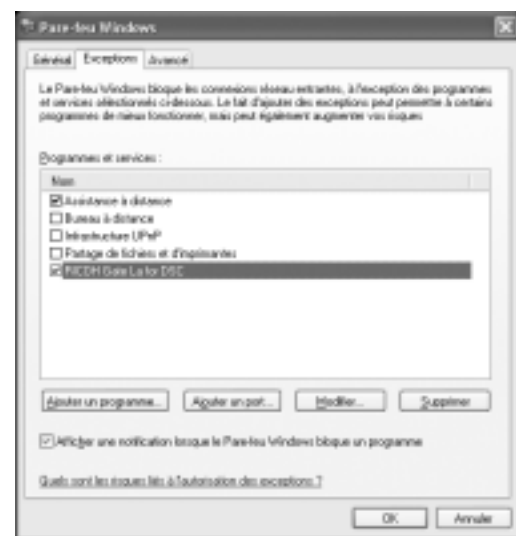 Pare-feu Windows
Général Exceptions Avancé
Le Pare-feu Windows bloque les connexions réseau entrantes, à l'exception des programmes
et services sélectionnés ci-dessous. Le fait d'ajouter des exceptions peut permettre à certains
programmes de mieux fonctionner, mais peut également augmenter vos risques
Programmes et services :
Nom
Assistance à distance
Bureau à distance
Infrastructure UPnP
Partage de fichiers et d'imprimantes
RICOH Gate La for DSC
Ajouter un programme...
Ajouter un port...
Modifier...
Supprimer
Afficher une notification lorsque le Pare-feu Windows bloque un programme
Quels sont les risques liés à l'autorisation des exceptions ?
OK
Annuler